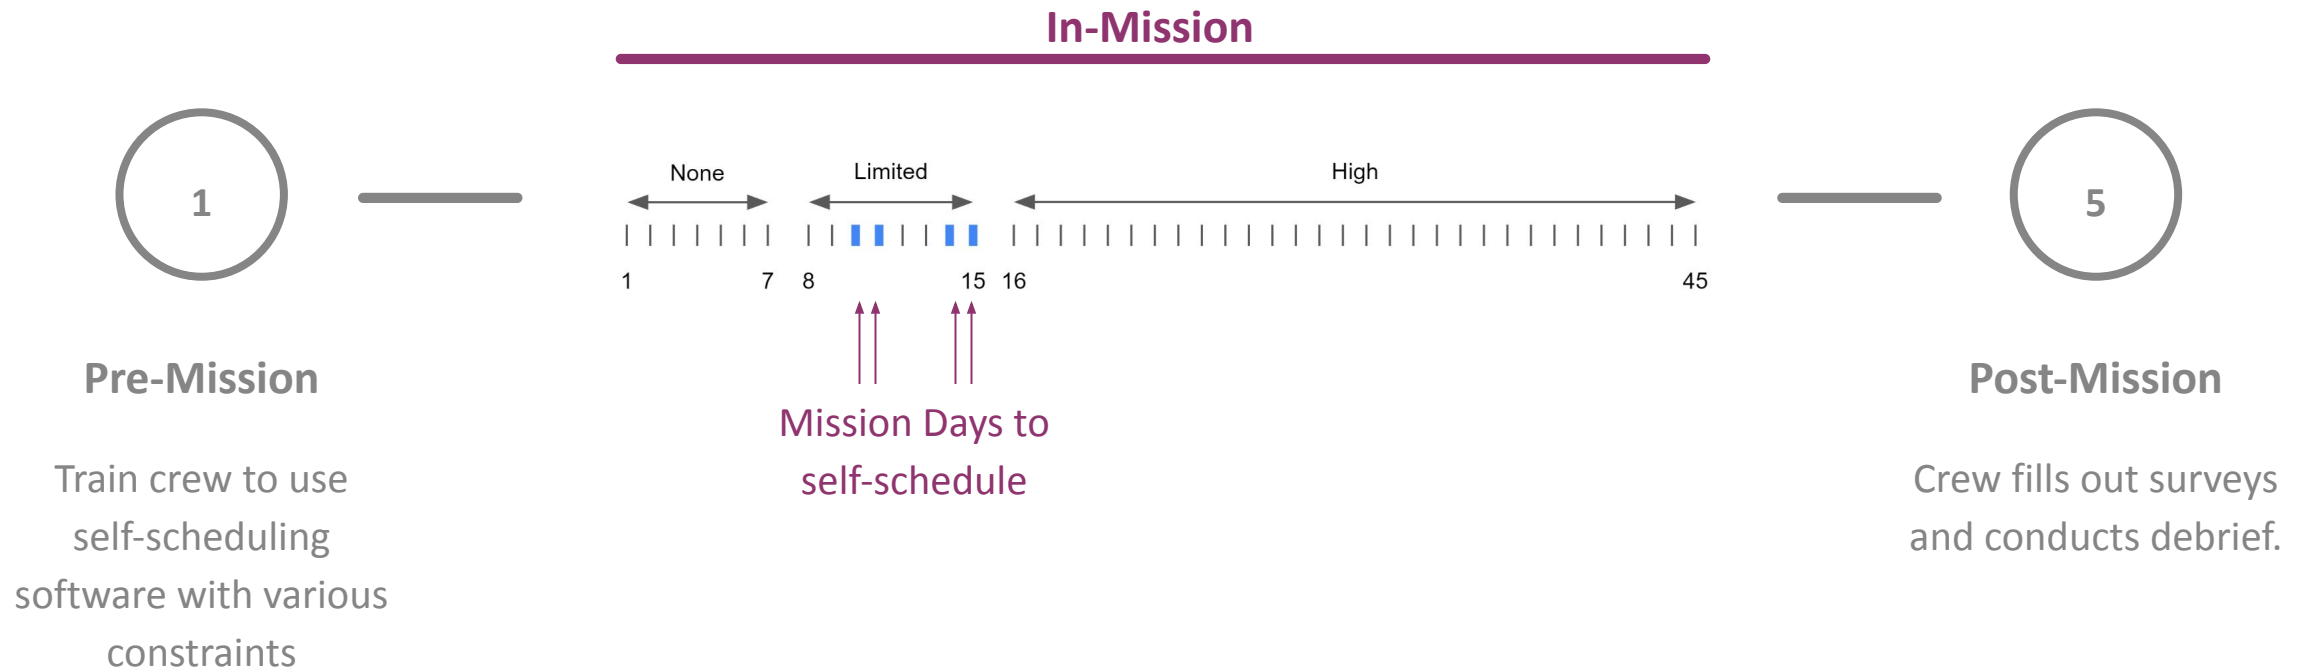 In-Mission
None
Limited
High
1
5
1
7
8
15
16
45
Pre-Mission
Post-Mission
Mission Days to
self-schedule
Train crew to use
self-scheduling
software with various
constraints
Crew fills out surveys
and conducts debrief.